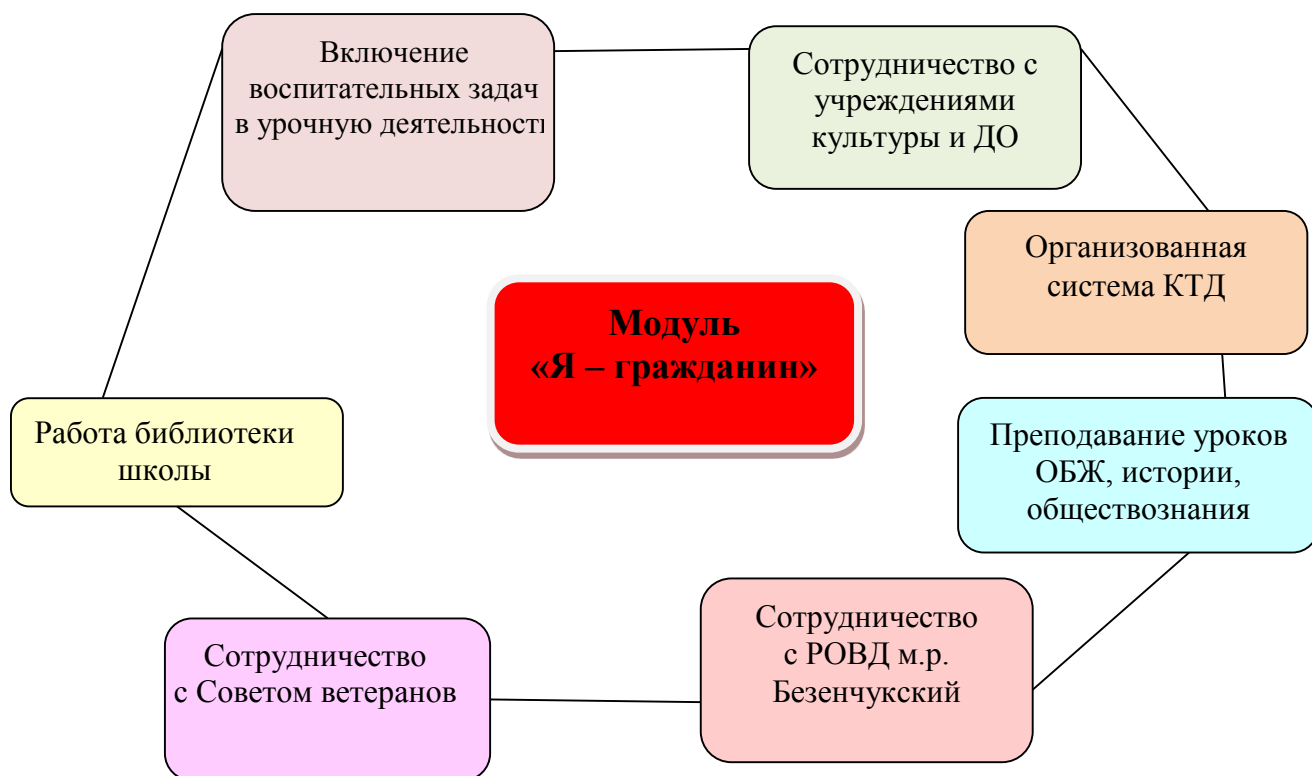 Включение
воспитательных задач
в урочную деятельность
Сотрудничество с
учреждениями
культуры и ДО
Организованная
система КТД
Модуль
«Я – гражданин»
Работа библиотеки
школы
Преподавание уроков
ОБЖ, истории,
обществознания
Сотрудничество
с РОВД м.р.
Безенчукский
Сотрудничество
с Советом ветеранов